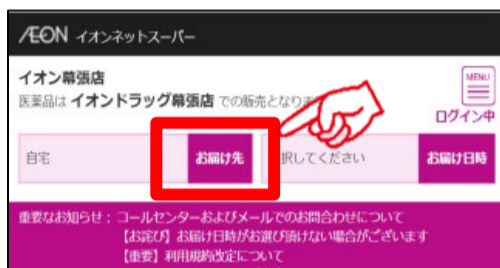 ÆON イオンネットスーパー
イオン幕張店
医薬品は イオンドラッグ幕張店 での販売となります
MENU
ログイン中
自宅 お届け先 択してください お届け日時
重要なお知らせ： コールセンターおよびメールでのお問合わせについて
【お詫び】お届け日時がお選び頂けない場合がございます
【重要】利用規約改定について